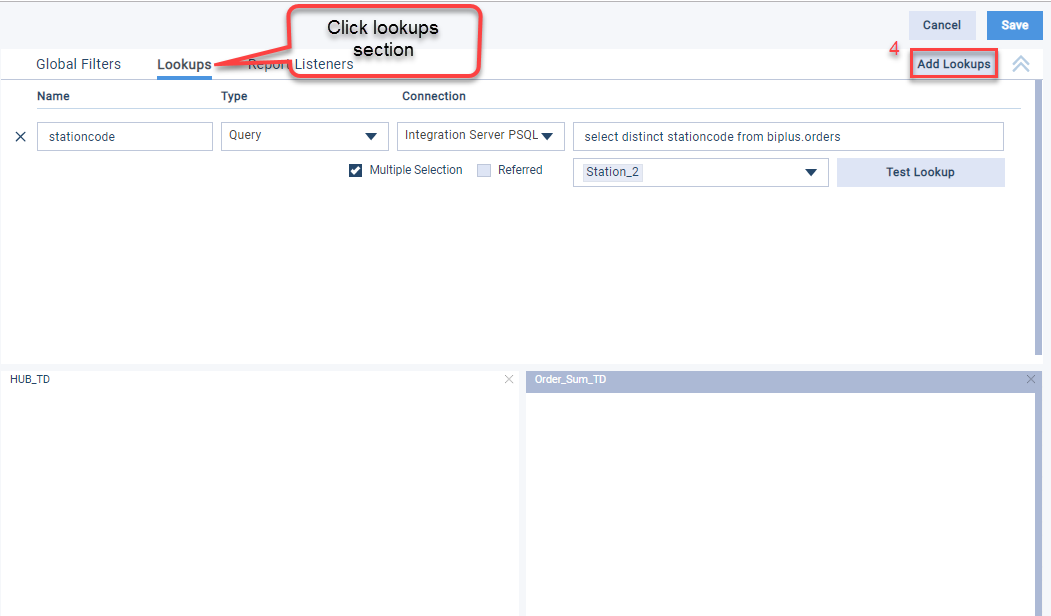 Click lookups
section
Cancel
Save
4
Global Filters
Lookups
Report Listeners
Add Lookups
Name
Type
Connection
stationcode
Query
Integration Server PSQL
select distinct stationcode from biplus.orders
Multiple Selection
Referred
Station_2
Test Lookup
HUB_TD
Order_Sum_TD